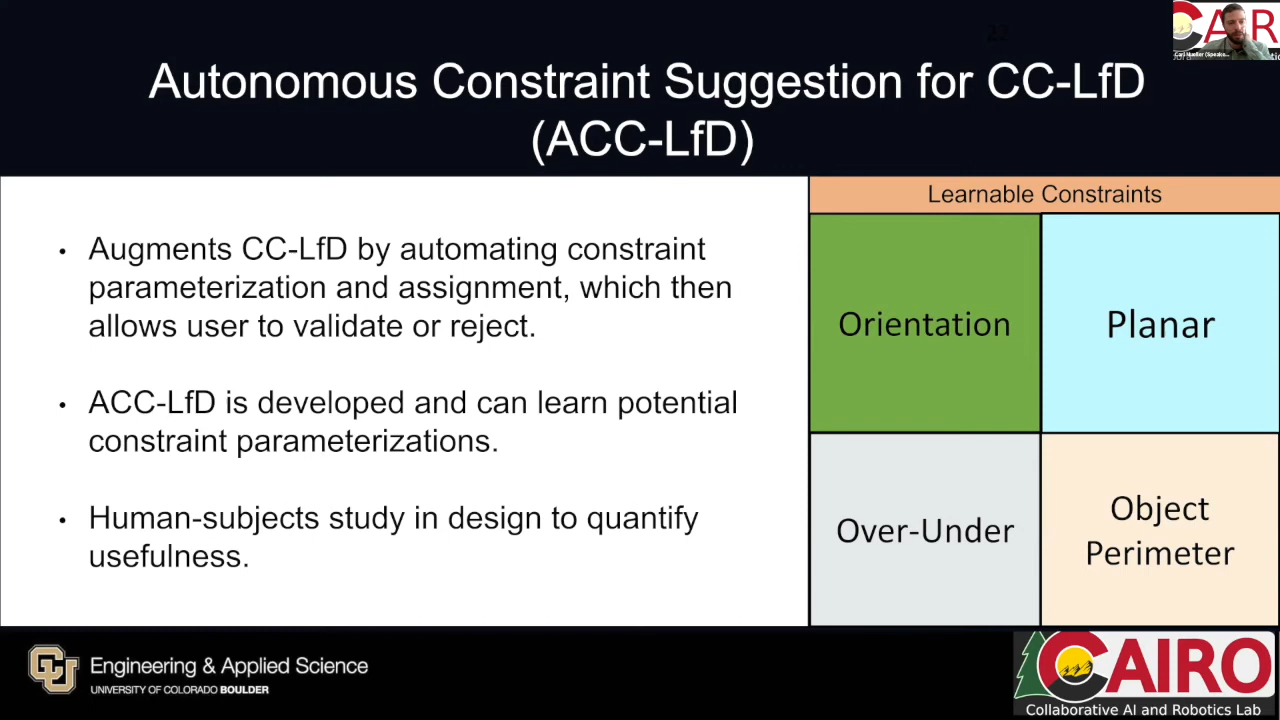 22
Autonomous Constraint Suggestion for CC-LfD
(ACC-LfD)
Learnable Constraints
• Augments CC-LfD by automating constraint
parameterization and assignment, which then
allows user to validate or reject.
• ACC-LfD is developed and can learn potential
constraint parameterizations.
• Human-subjects study in design to quantify
usefulness.
Orientation
Planar
Over-Under
Object
Perimeter
CU
Engineering & Applied Science
UNIVERSITY OF COLORADO BOULDER
CAIRO
Collaborative AI and Robotics Lab